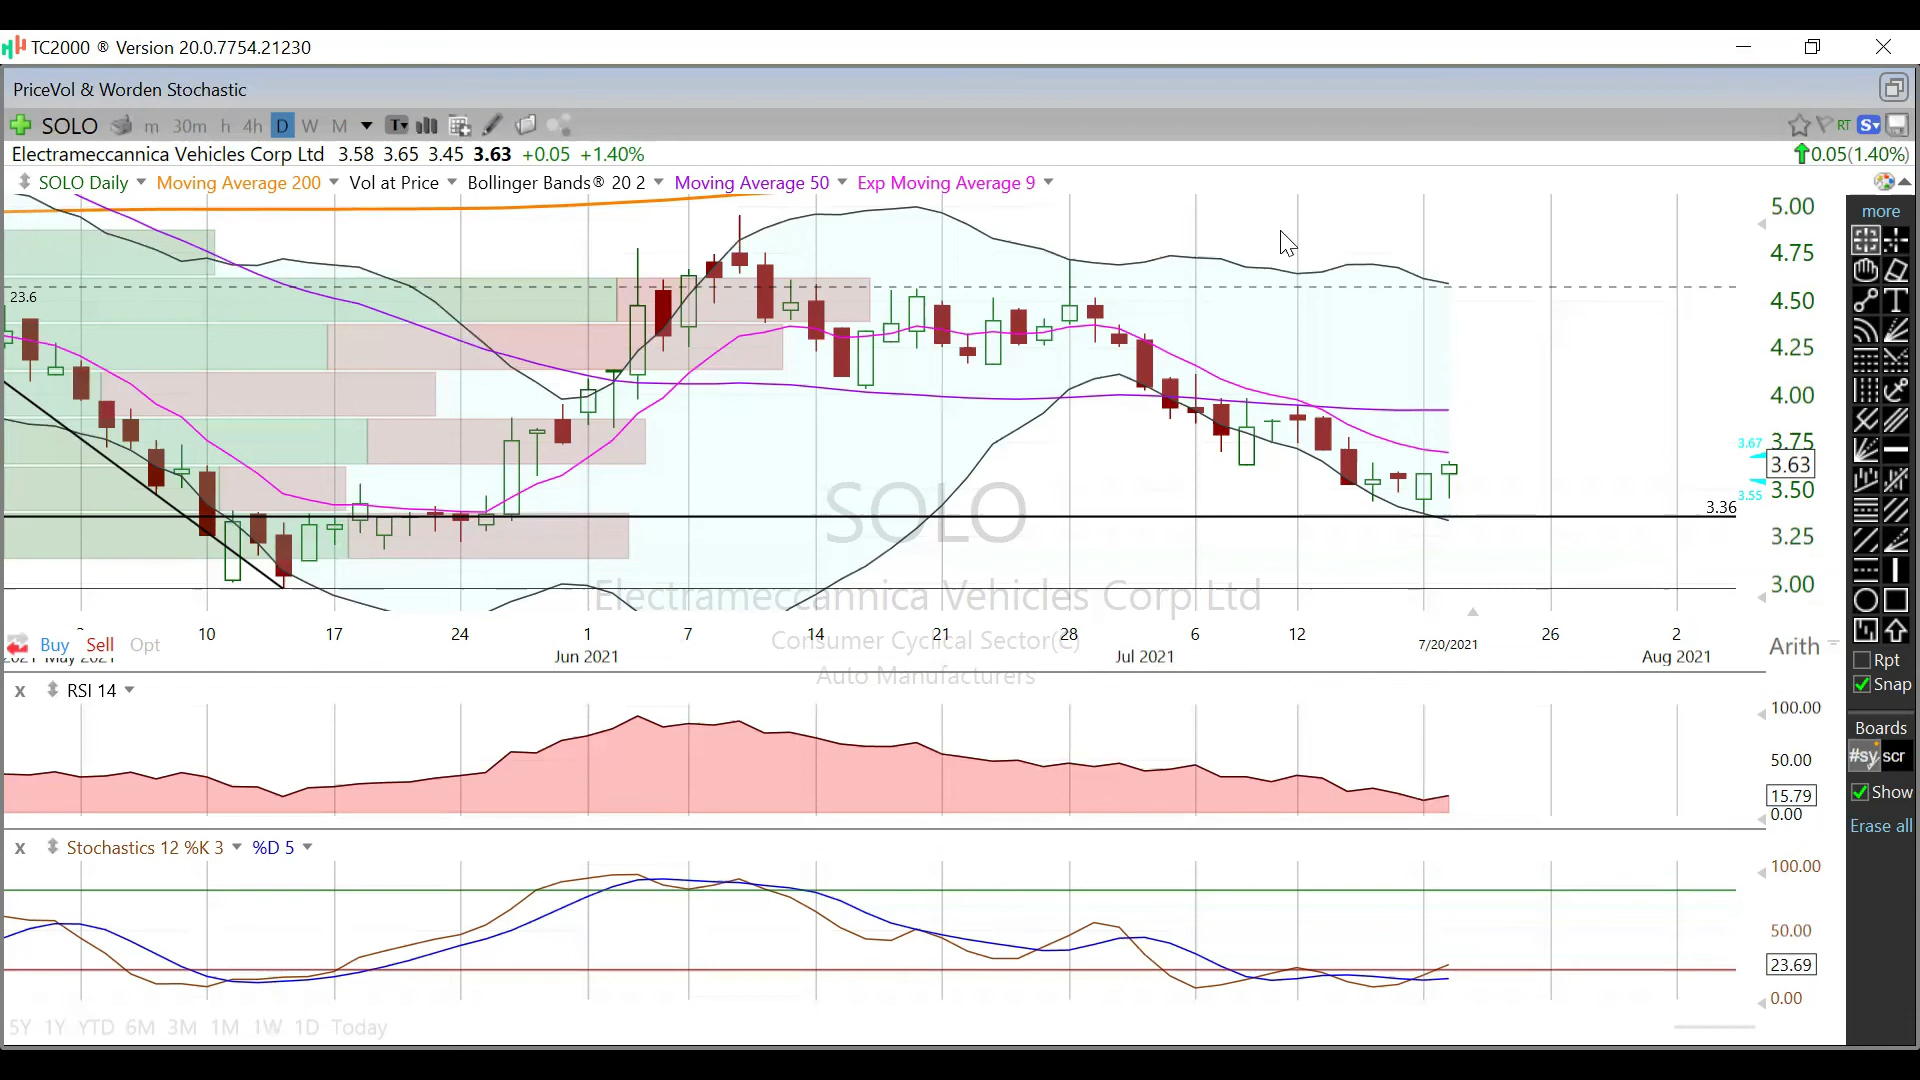 TC2000 ® Version 20.0.7754.21230
PriceVol & Worden Stochastic
SOLO m 30m h 4h D W M T RT S
Electrameccannica Vehicles Corp Ltd 3.58 3.65 3.45 3.63 +0.05 +1.40% 0.05(1.40%)
SOLO Daily Moving Average 200 Vol at Price Bollinger Bands® 20 2 Moving Average 50 Exp Moving Average 9
more
5.00
4.75
23.6
4.50
4.25
4.00
3.67 3.75
3.63
3.55 3.50
3.36
SOLO
3.25
3.00
Electrameccannica Vehicles Corp Ltd
Consumer Cyclical Sector(E)
Auto Manufacturers
10 17 24 1 7 14 21 28 6 12 7/20/2021 26 2
Buy Sell Opt
Jun 2021 Jul 2021 Aug 2021
Arith
Rpt
Snap
x RSI 14
100.00
50.00
15.79
0.00
Boards
#sy scr
Show
Erase all
x Stochastics 12 %K 3 %D 5
100.00
50.00
23.69
0.00
5Y 1Y YTD 6M 3M 1M 1W 1D Today